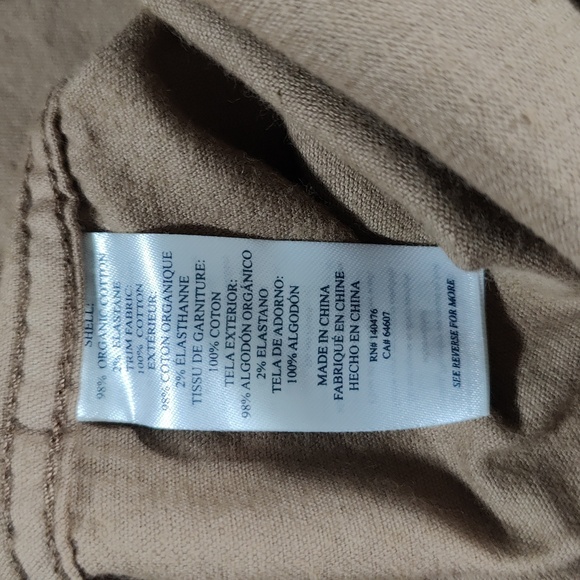 SHELL:
98% ORGANIC COTTON
2% ELASTANE
TRIM FABRIC:
100% COTTON
EXTÉRIEUR:
98% COTON ORGANIQUE
2% ÉLASTHANNE
TISSU DE GARNITURE:
100% COTON
TELA EXTERIOR:
98% ALGODÓN ORGÁNICO
2% ELASTANO
TELA DE ADORNO:
100% ALGODÓN
MADE IN CHINA
FABRIQUÉ EN CHINE
HECHO EN CHINA
RN# 140476
CA# 64607
SEE REVERSE FOR MORE